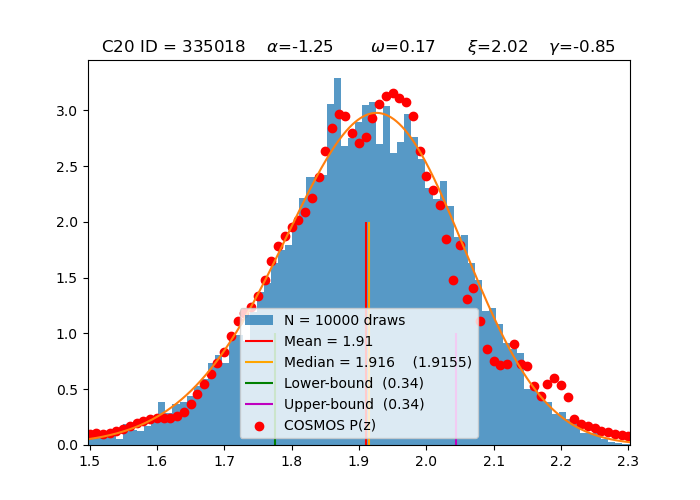 C20 ID = 335018 α=-1.25 ω=0.17 ξ=2.02 γ=-0.85
3.0
2.5
2.0
1.5
1.0
0.5
0.0
N = 10000 draws
Mean = 1.91
Median = 1.916 (1.9155)
Lower-bound (0.34)
Upper-bound (0.34)
COSMOS P(z)
1.5 1.6 1.7 1.8 1.9 2.0 2.1 2.2 2.3